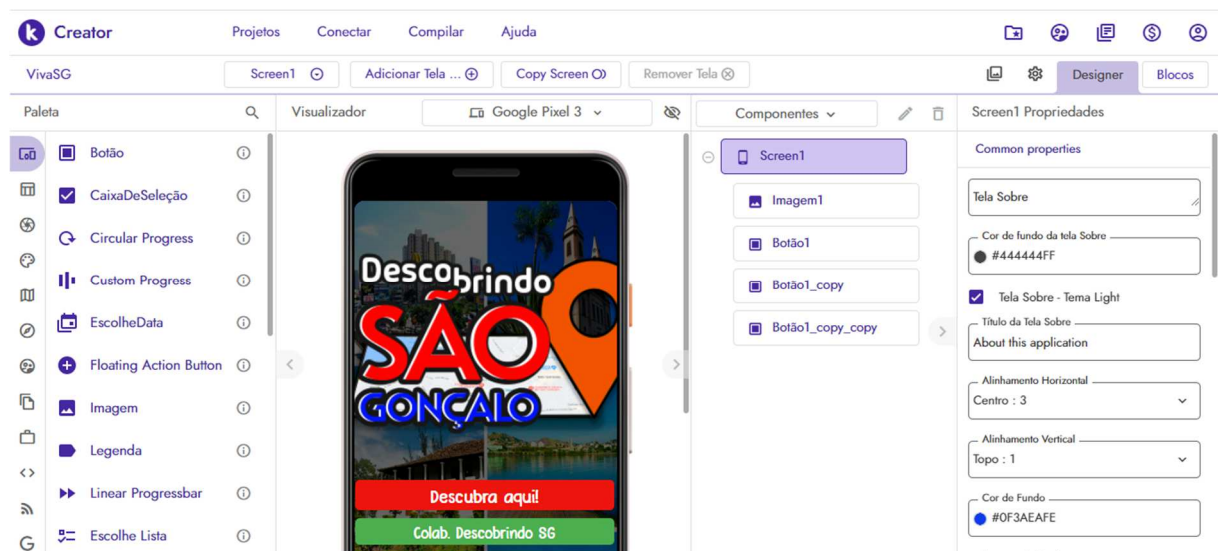 Creator
Projetos
Conectar
Compilar
Ajuda
VivaSG
Screen1
Adicionar Tela ...
Copy Screen
Remover Tela
Designer
Blocos
Paleta
Botão
CaixaDeSeleção
Circular Progress
Custom Progress
EscolheData
Floating Action Button
Imagem
Legenda
Linear Progressbar
Escolhe Lista
Visualizador
Google Pixel 3
Descobrindo
SÃO
GONÇALO
Descubra aqui!
Colab. Descobrindo SG
Componentes
Screen1
Imagem1
Botão1
Botão1_copy
Botão1_copy_copy
Screen1 Propriedades
Common properties
Tela Sobre
Cor de fundo da tela Sobre
#444444FF
Tela Sobre - Tema Light
Título da Tela Sobre
About this application
Alinhamento Horizontal
Centro : 3
Alinhamento Vertical
Topo : 1
Cor de Fundo
#0F3AEAFE